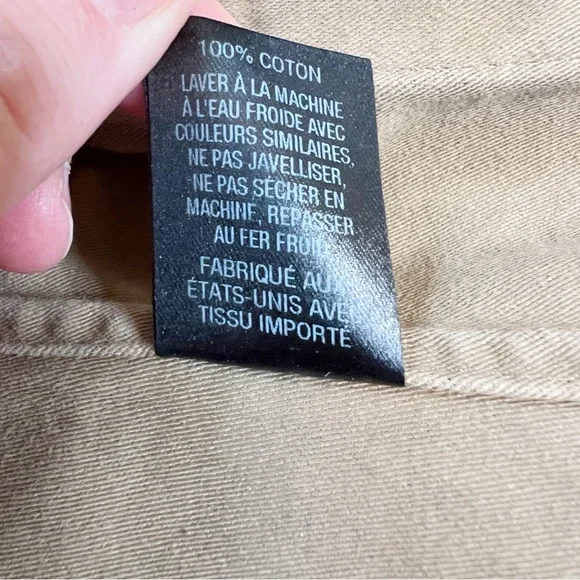 100% COTON
LAVER À LA MACHINE
À L'EAU FROIDE AVEC
COULEURS SIMILAIRES,
NE PAS JAVELLISER,
NE PAS SÉCHER EN
MACHINE, REPASSER
AU FER FROID
FABRIQUÉ AUX
ÉTATS-UNIS AVEC
TISSU IMPORTÉ